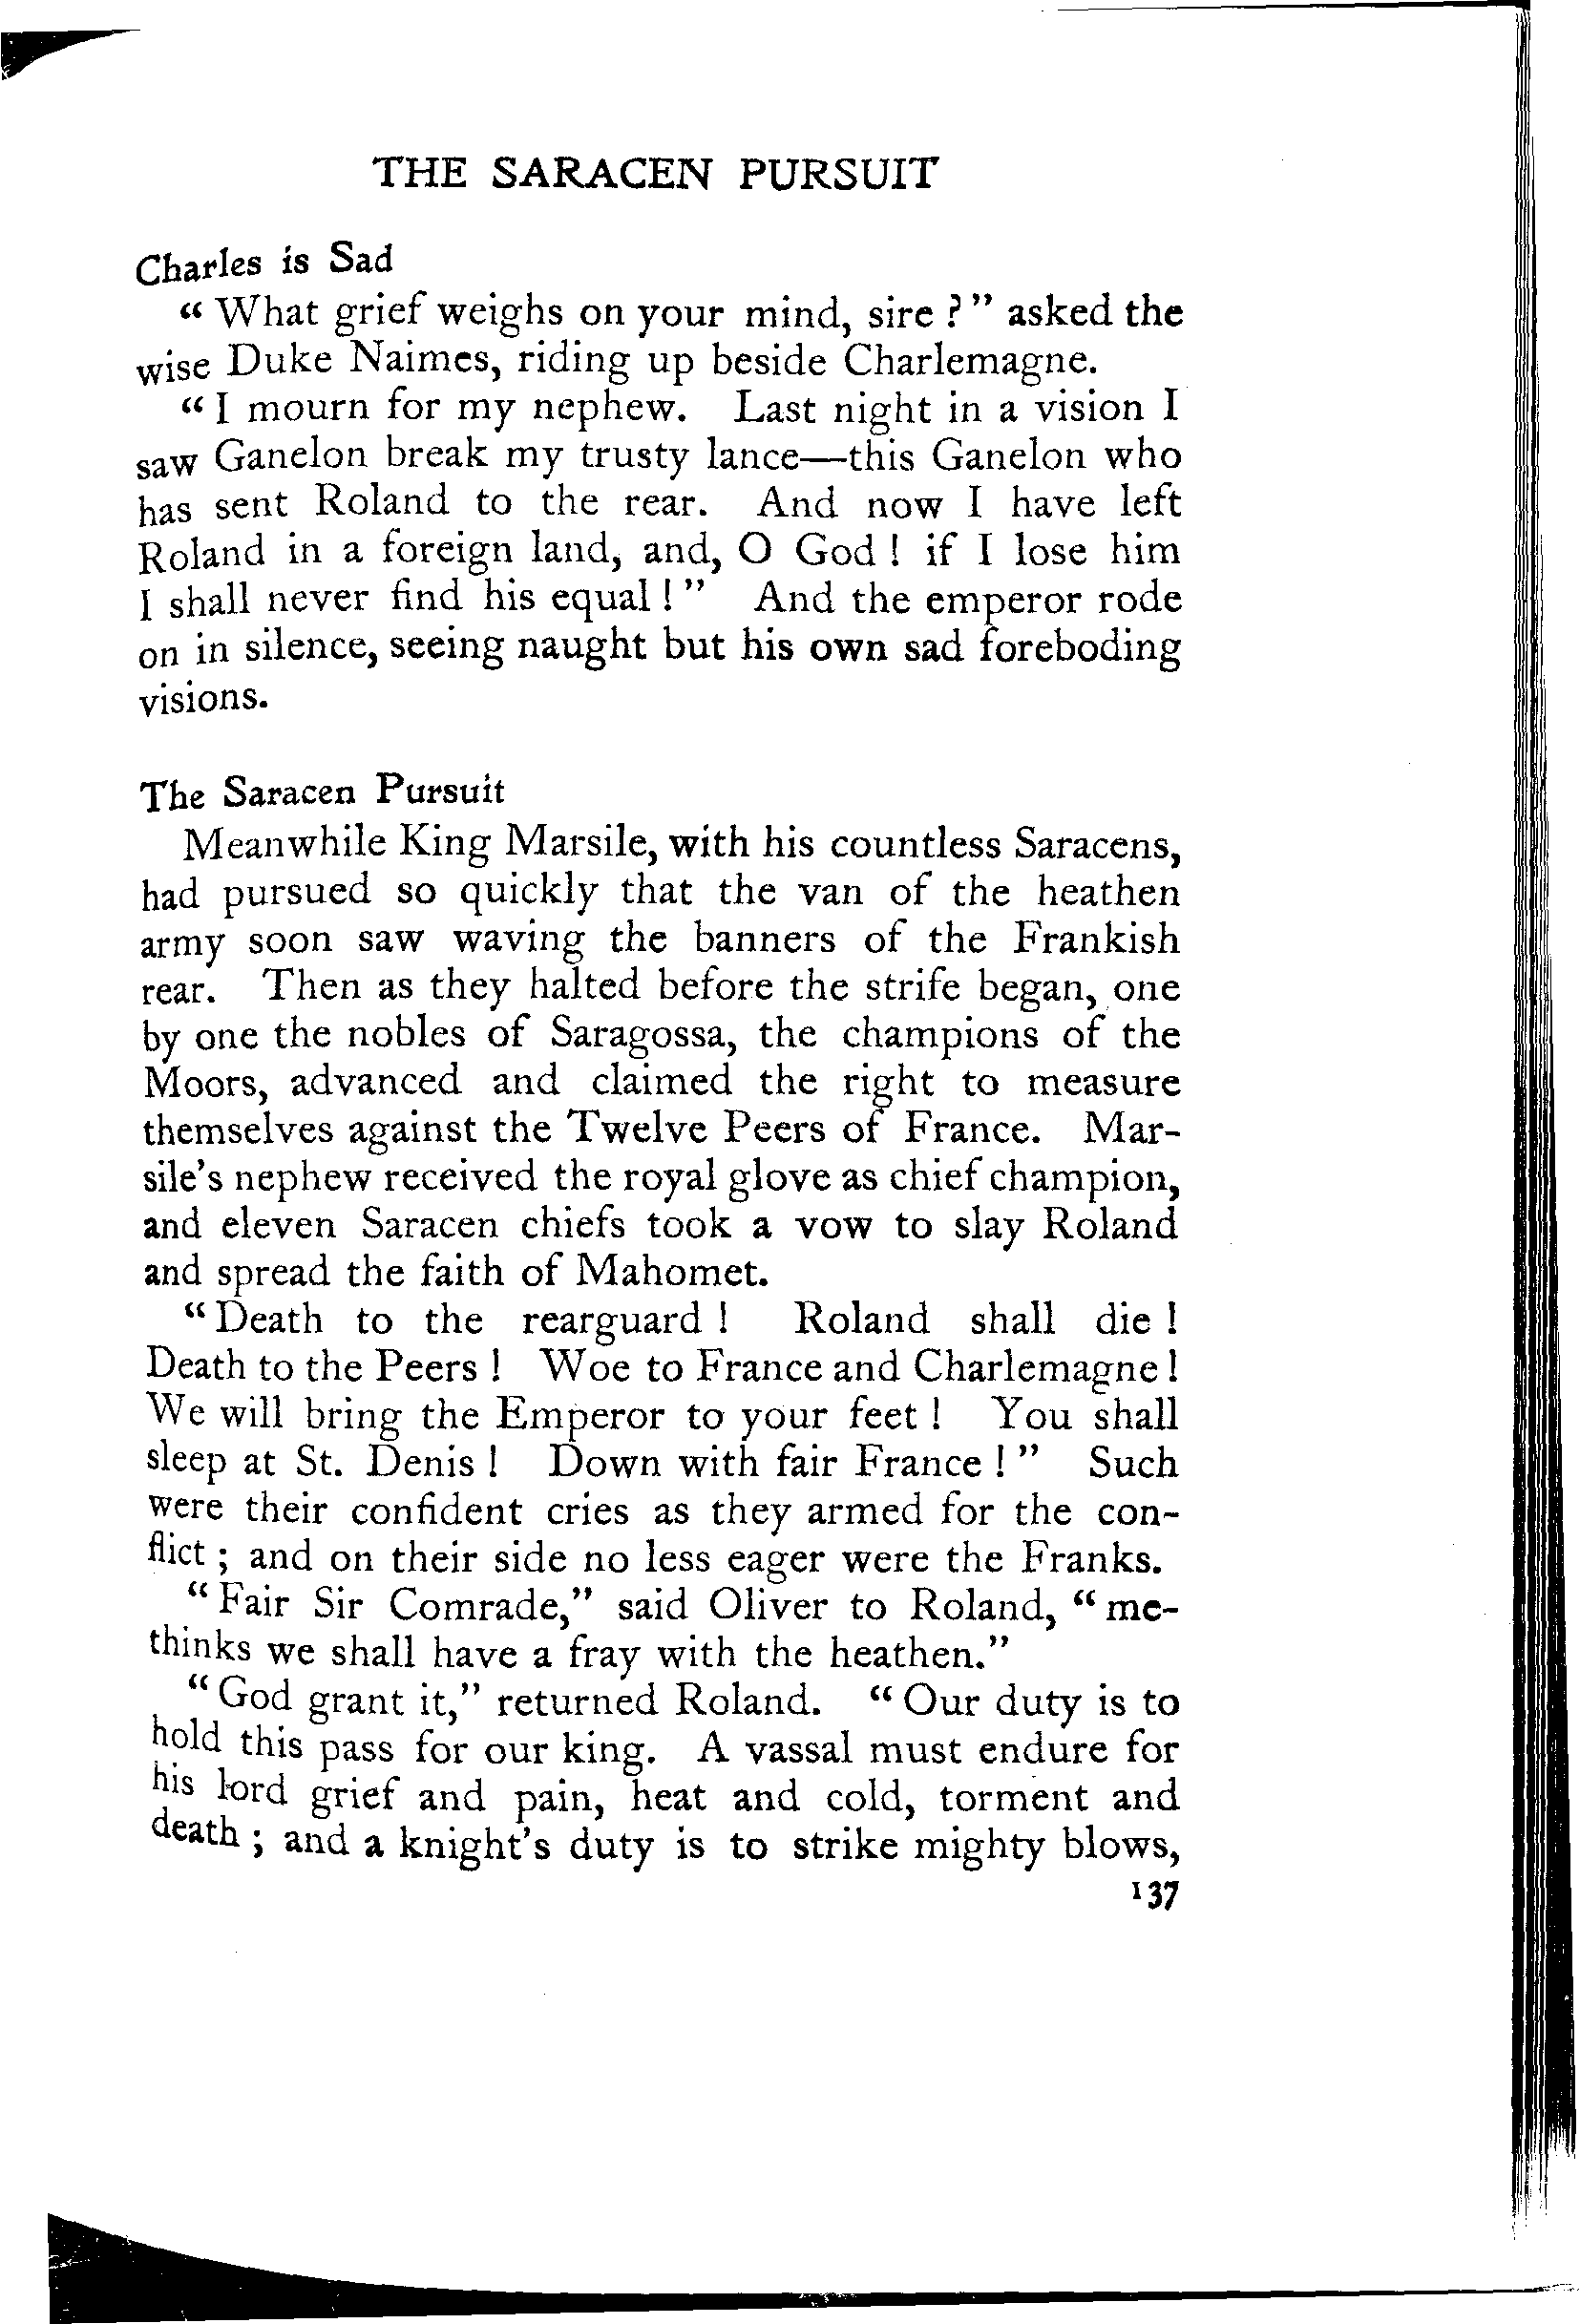 THE SARACEN PURSUIT
Charles is Sad
“ What grief weighs on your mind, sire ? ” asked the
wise Duke Naimes, riding up beside Charlemagne.
“ I mourn for my nephew. Last night in a vision I
saw Ganelon break my trusty lance—this Ganelon who
has sent Roland to the rear. And now I have left
Roland in a foreign land, and, O God ! if I lose him
I shall never find his equal ! ” And the emperor rode
on in silence, seeing naught but his own sad foreboding
visions.
The Saracen Pursuit
Meanwhile King Marsile, with his countless Saracens,
had pursued so quickly that the van of the heathen
army soon saw waving the banners of the Frankish
rear. Then as they halted before the strife began, one
by one the nobles of Saragossa, the champions of the
Moors, advanced and claimed the right to measure
themselves against the Twelve Peers of France. Mar-
sile’s nephew received the royal glove as chief champion,
and eleven Saracen chiefs took a vow to slay Roland
and spread the faith of Mahomet.
“ Death to the rearguard ! Roland shall die !
Death to the Peers ! Woe to France and Charlemagne !
We will bring the Emperor to your feet ! You shall
sleep at St. Denis ! Down with fair France ! ” Such
were their confident cries as they armed for the con-
flict ; and on their side no less eager were the Franks.
“ Fair Sir Comrade,” said Oliver to Roland, “ me-
thinks we shall have a fray with the heathen.”
“ God grant it,” returned Roland. “ Our duty is to
hold this pass for our king. A vassal must endure for
his lord grief and pain, heat and cold, torment and
death ; and a knight’s duty is to strike mighty blows,
137